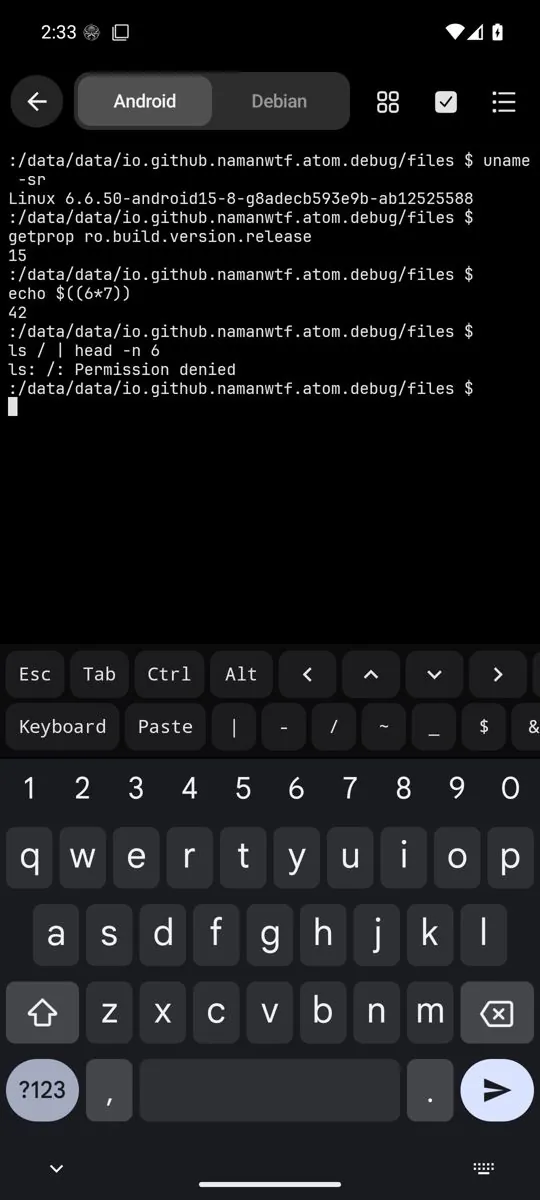 2:33
Android Debian
:/data/data/io.github.namanwtf.atom.debug/files $ uname
-sr
Linux 6.6.50-android15-8-g8adecb593e9b-ab12525588
:/data/data/io.github.namanwtf.atom.debug/files $
getprop ro.build.version.release
15
:/data/data/io.github.namanwtf.atom.debug/files $
echo $((6*7))
42
:/data/data/io.github.namanwtf.atom.debug/files $
ls / | head -n 6
ls: /: Permission denied
:/data/data/io.github.namanwtf.atom.debug/files $
Esc Tab Ctrl Alt
Keyboard Paste | - / ~ _ $ &
1 2 3 4 5 6 7 8 9 0
q w e r t y u i o p
a s d f g h j k l
z x c v b n m
?123 , .